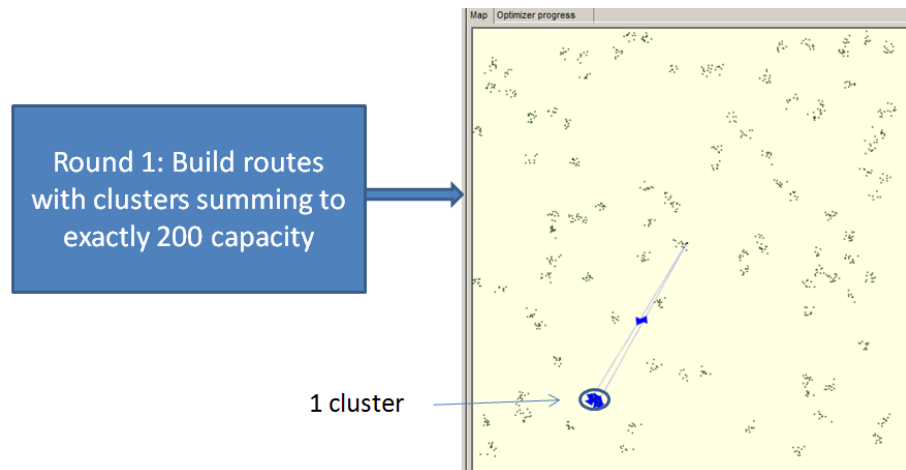 Map Optimizer progress
Round 1: Build routes
with clusters summing to
exactly 200 capacity
1 cluster